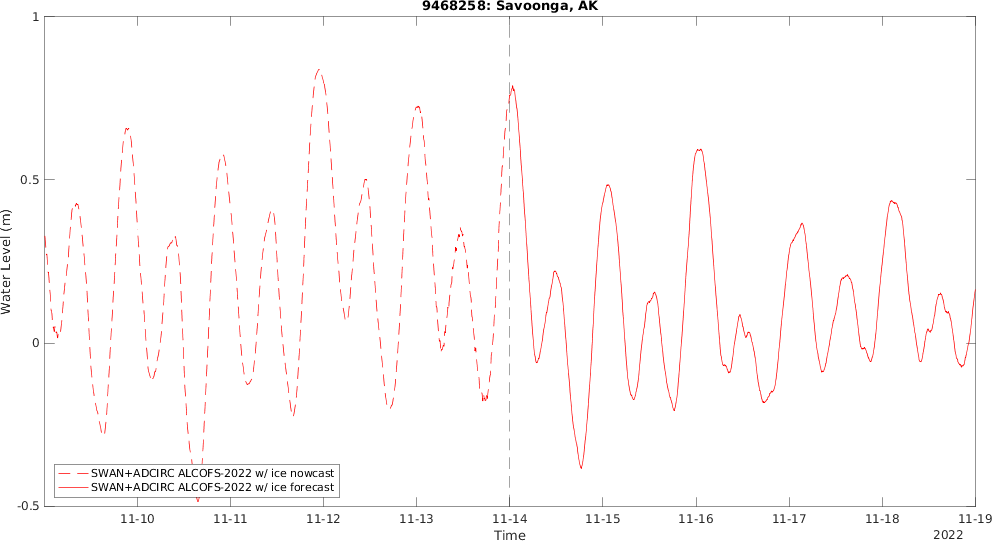 9468258: Savoonga, AK
1
0.5
0
-0.5
Water Level (m)
SWAN+ADCIRC ALCOFS-2022 w/ ice nowcast
SWAN+ADCIRC ALCOFS-2022 w/ ice forecast
11-10 11-11 11-12 11-13 11-14 11-15 11-16 11-17 11-18 11-19
Time
2022